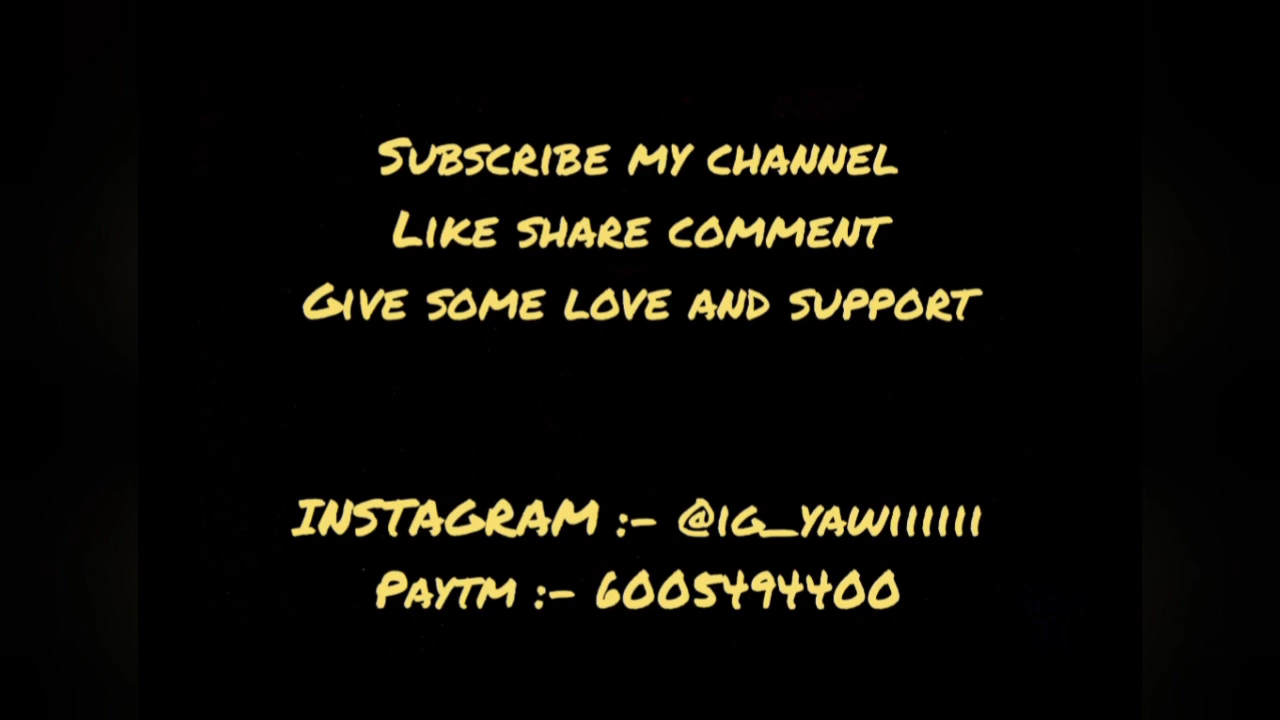 Subscribe my channel
Like share comment
Give some love and support
INSTAGRAM :- @ig_yawiiiiii
Paytm :- 6005494400